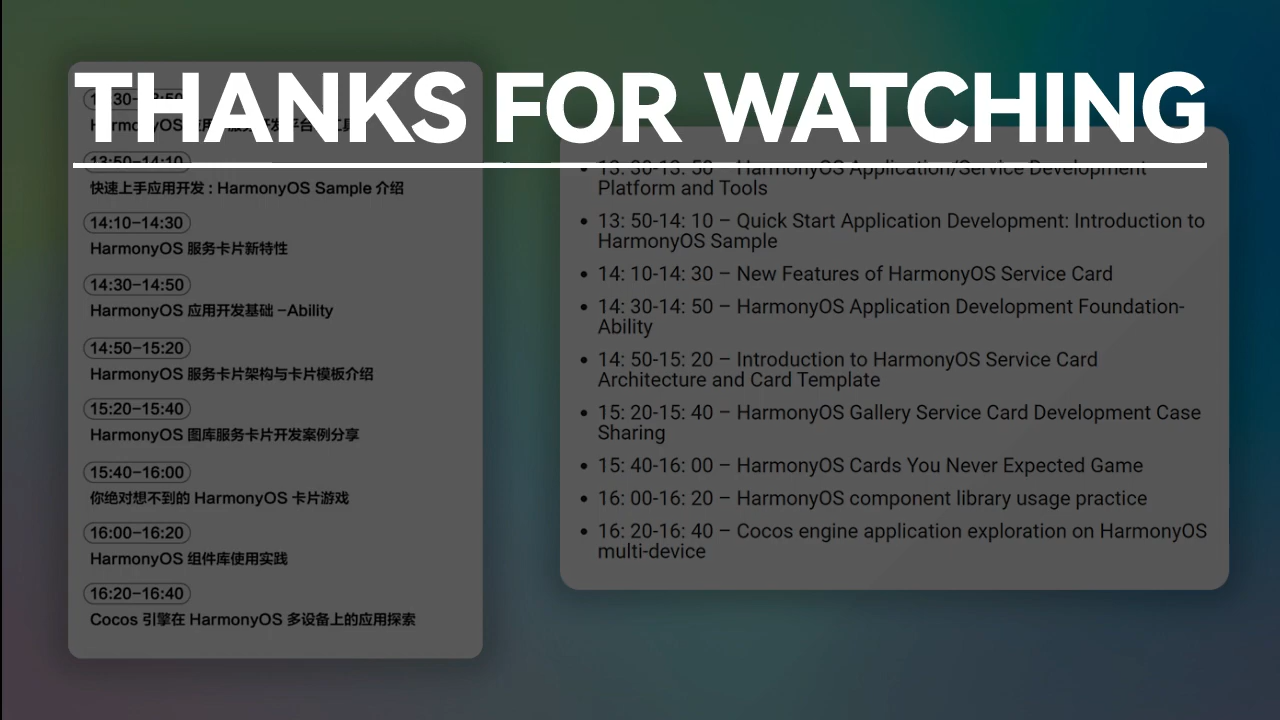 THANKS FOR WATCHING
13:50-14:10
快速上手应用开发 : HarmonyOS Sample 介绍
14:10-14:30
HarmonyOS 服务卡片新特性
14:30-14:50
HarmonyOS 应用开发基础 -Ability
14:50-15:20
HarmonyOS 服务卡片架构与卡片模板介绍
15:20-15:40
HarmonyOS 图库服务卡片开发案例分享
15:40-16:00
你绝对想不到的 HarmonyOS 卡片游戏
16:00-16:20
HarmonyOS 组件库使用实践
16:20-16:40
Cocos 引擎在 HarmonyOS 多设备上的应用探索
• 13: 30-13: 50 – HarmonyOS Application/Service Development
Platform and Tools
• 13: 50-14: 10 – Quick Start Application Development: Introduction to
HarmonyOS Sample
• 14: 10-14: 30 – New Features of HarmonyOS Service Card
• 14: 30-14: 50 – HarmonyOS Application Development Foundation-
Ability
• 14: 50-15: 20 – Introduction to HarmonyOS Service Card
Architecture and Card Template
• 15: 20-15: 40 – HarmonyOS Gallery Service Card Development Case
Sharing
• 15: 40-16: 00 – HarmonyOS Cards You Never Expected Game
• 16: 00-16: 20 – HarmonyOS component library usage practice
• 16: 20-16: 40 – Cocos engine application exploration on HarmonyOS
multi-device